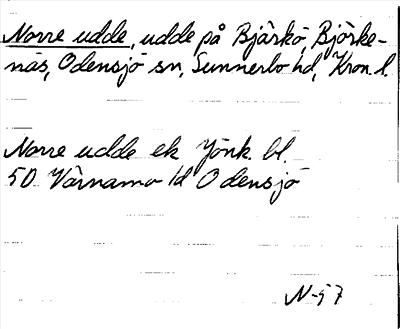 Norre udde, udde på Bjärkö, Björke-
näs, Odensjö sn, Sunnerbo hd, Kron. l.
Norre udde ek Jönk. bl.
50 Värnamo ld Odensjö
N-57